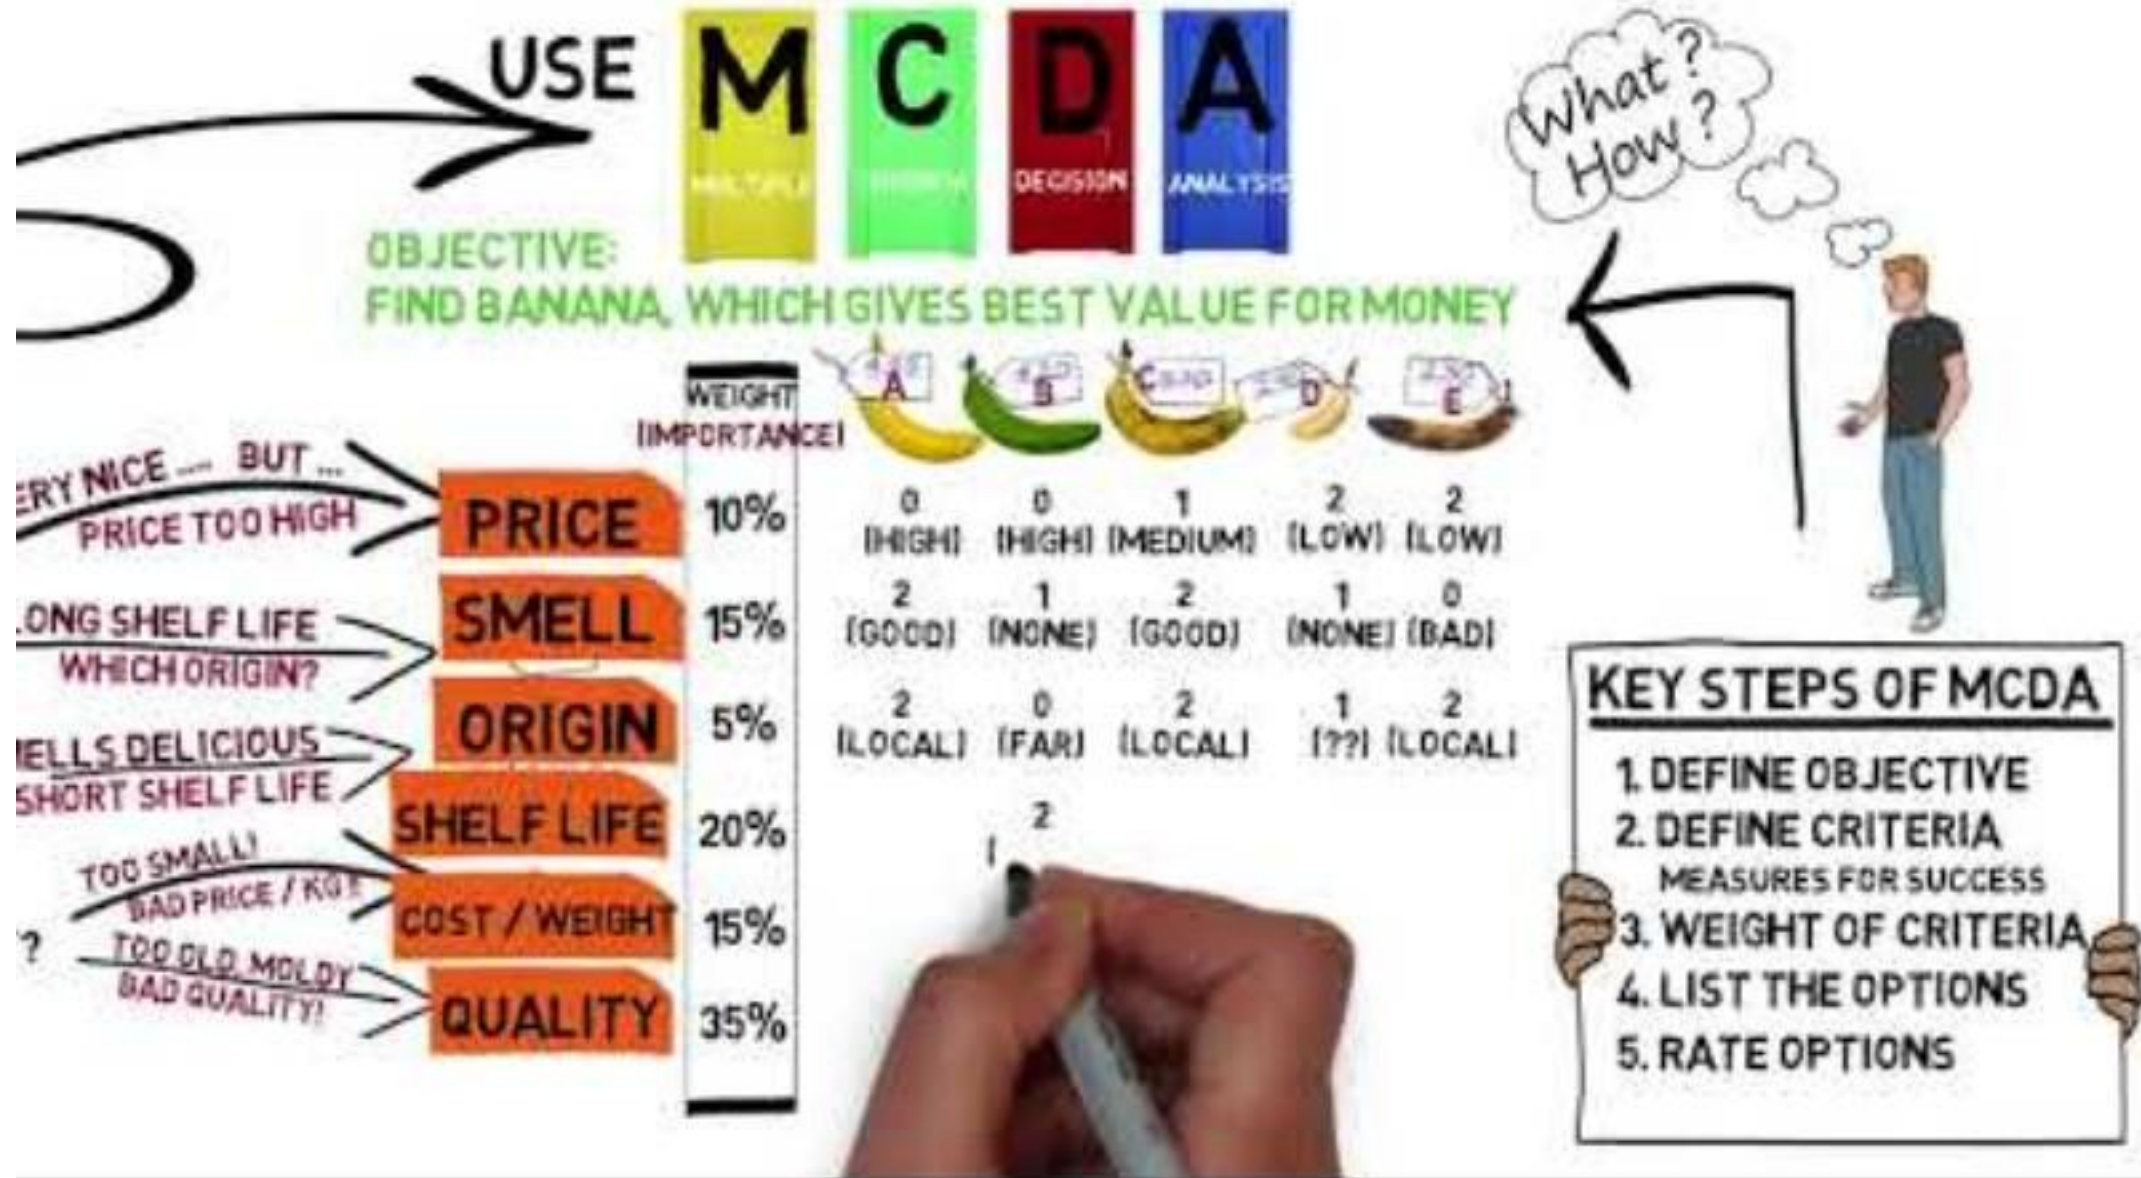 USE M C D A
MULTIPLE CRITERIA DECISION ANALYSIS
What?
How?
OBJECTIVE:
FIND BANANA, WHICH GIVES BEST VALUE FOR MONEY
WEIGHT
(IMPORTANCE)
A B C D E
ERY NICE .... BUT ...
PRICE TOO HIGH
PRICE 10% 0 0 1 2 2
(HIGH) (HIGH) (MEDIUM) (LOW) (LOW)
ONG SHELF LIFE
WHICH ORIGIN?
SMELL 15% 2 1 2 1 0
(GOOD) (NONE) (GOOD) (NONE) (BAD)
ORIGIN 5% 2 0 2 1 2
(LOCAL) (FAR) (LOCAL) (??) (LOCAL)
ELLS DELICIOUS
SHORT SHELF LIFE
SHELF LIFE 20% 2
TOO SMALL!
BAD PRICE / KG!!
COST / WEIGHT 15%
?
TOO OLD, MOLDY
BAD QUALITY!
QUALITY 35%
KEY STEPS OF MCDA
1. DEFINE OBJECTIVE
2. DEFINE CRITERIA
MEASURES FOR SUCCESS
3. WEIGHT OF CRITERIA
4. LIST THE OPTIONS
5. RATE OPTIONS